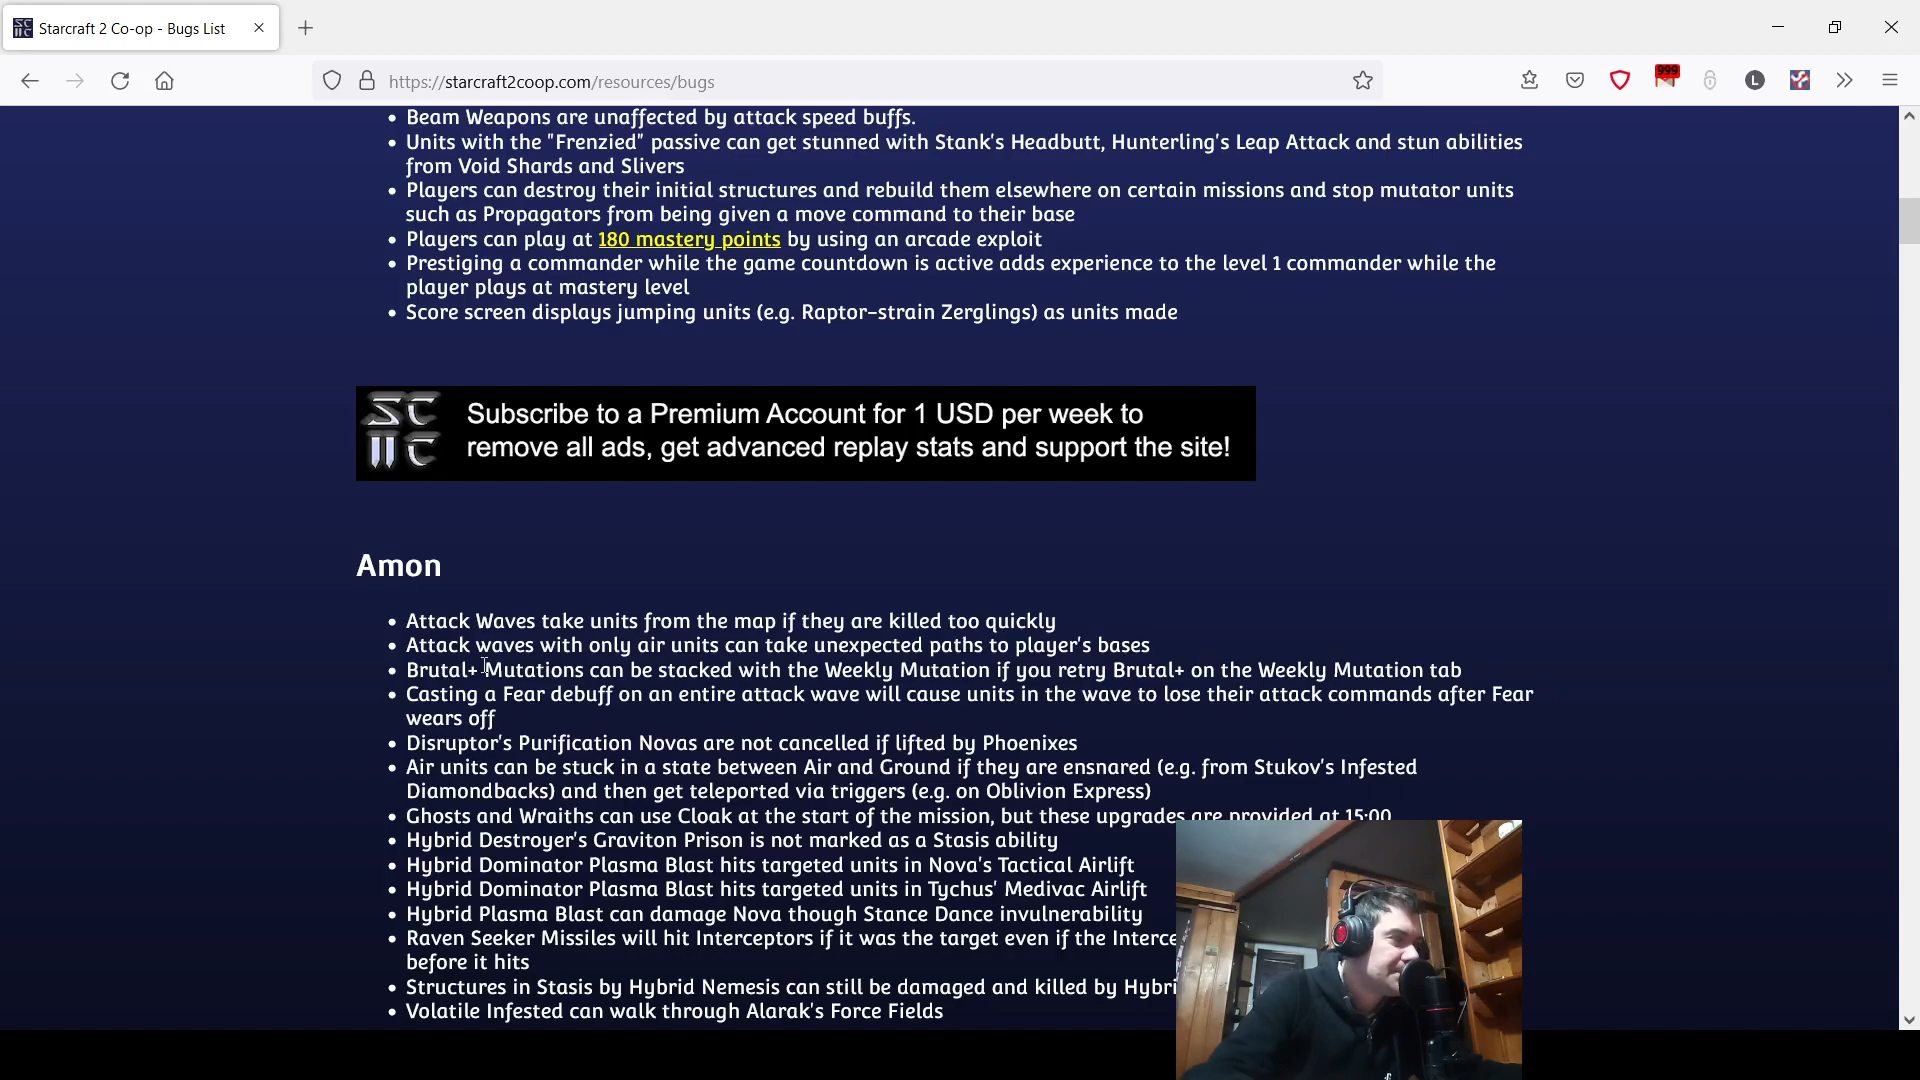 Starcraft 2 Co-op - Bugs List
https://starcraft2coop.com/resources/bugs
999
L
Beam Weapons are unaffected by attack speed buffs.
Units with the "Frenzied" passive can get stunned with Stank's Headbutt, Hunterling's Leap Attack and stun abilities
from Void Shards and Slivers
Players can destroy their initial structures and rebuild them elsewhere on certain missions and stop mutator units
such as Propagators from being given a move command to their base
Players can play at 180 mastery points by using an arcade exploit
Prestiging a commander while the game countdown is active adds experience to the level 1 commander while the
player plays at mastery level
Score screen displays jumping units (e.g. Raptor-strain Zerglings) as units made
SC
IIC
Subscribe to a Premium Account for 1 USD per week to
remove all ads, get advanced replay stats and support the site!
Amon
Attack Waves take units from the map if they are killed too quickly
Attack waves with only air units can take unexpected paths to player's bases
Brutal+ Mutations can be stacked with the Weekly Mutation if you retry Brutal+ on the Weekly Mutation tab
Casting a Fear debuff on an entire attack wave will cause units in the wave to lose their attack commands after Fear
wears off
Disruptor's Purification Novas are not cancelled if lifted by Phoenixes
Air units can be stuck in a state between Air and Ground if they are ensnared (e.g. from Stukov's Infested
Diamondbacks) and then get teleported via triggers (e.g. on Oblivion Express)
Ghosts and Wraiths can use Cloak at the start of the mission, but these upgrades are provided at 15:00
Hybrid Destroyer's Graviton Prison is not marked as a Stasis ability
Hybrid Dominator Plasma Blast hits targeted units in Nova's Tactical Airlift
Hybrid Dominator Plasma Blast hits targeted units in Tychus' Medivac Airlift
Hybrid Plasma Blast can damage Nova though Stance Dance invulnerability
Raven Seeker Missiles will hit Interceptors if it was the target even if the Interce
before it hits
Structures in Stasis by Hybrid Nemesis can still be damaged and killed by Hybri
Volatile Infested can walk through Alarak's Force Fields